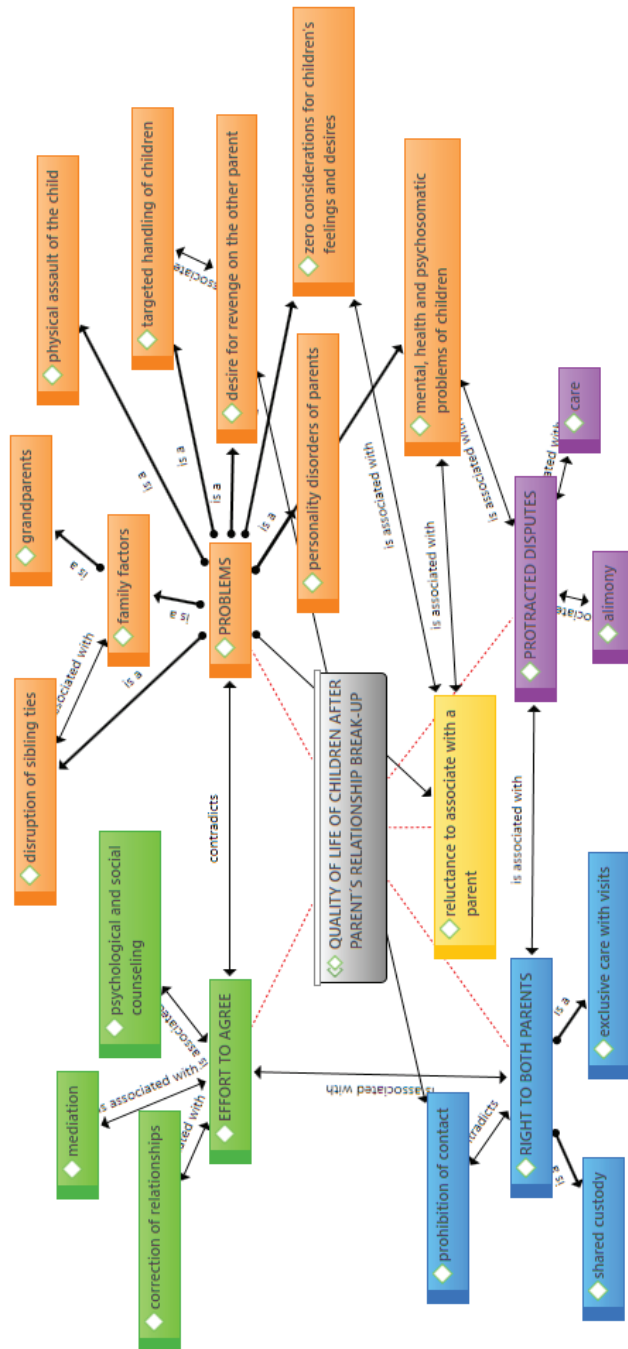 mediation
disruption of sibling ties
grandparents
physical assault of the child
correction of relationships
psychological and social
counseling
family factors
targeted handling of children
is associated with
is associated
associated with
is a
is a
is a
is a
is a
EFFORT TO AGREE
contradicts
PROBLEMS
is a
is a
desire for revenge on the other parent
personality disorders of parents
zero considerations for children's
feelings and desires
QUALITY OF LIFE OF CHILDREN AFTER
PARENT´S RELATIONSHIP BREAK-UP
is associated with
is associated with
is associated with
is associated with
mental, health and psychosomatic
problems of children
prohibition of contact
reluctance to associate with a
parent
RIGHT TO BOTH PARENTS
is associated with
PROTRACTED DISPUTES
care
is a
is a
shared custody
exclusive care with visits
alimony